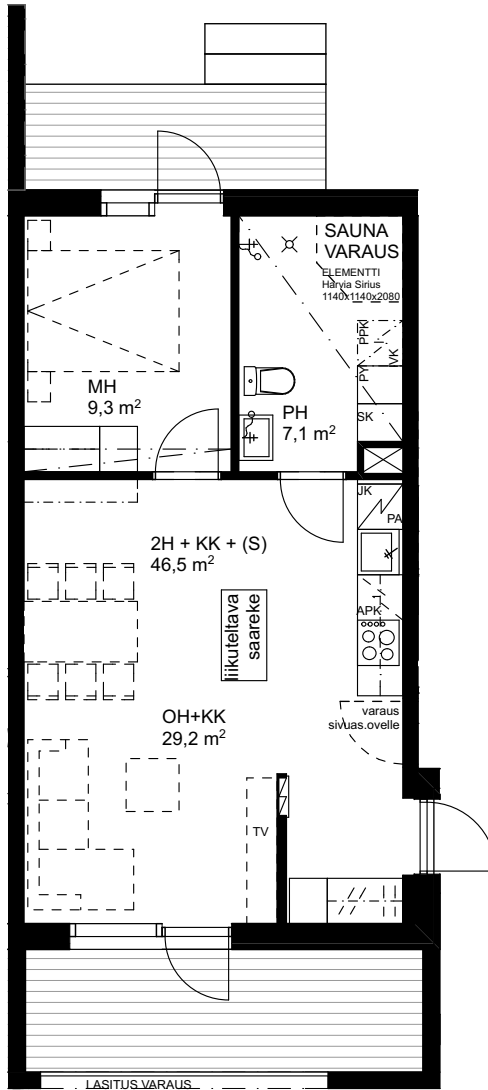 SAUNA
VARAUS
ELEMENTTI
Harvia Sirius
1140x1140x2080
PPK
VK
PY
SK
MH
9,3 m²
PH
7,1 m²
JK
PA
2H + KK + (S)
46,5 m²
liikuteltava
saareke
APK
OH+KK
29,2 m²
varaus
sivuas.ovelle
TV
LASITUS VARAUS